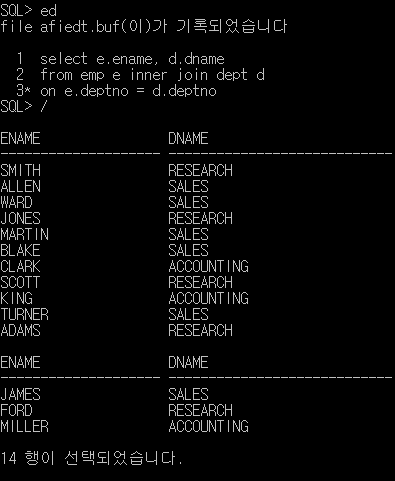 SQL> ed
file afiedt.buf(이)가 기록되었습니다
1 select e.ename, d.dname
2 from emp e inner join dept d
3* on e.deptno = d.deptno
SQL> /
ENAME DNAME
-------------------- ----------------------------
SMITH RESEARCH
ALLEN SALES
WARD SALES
JONES RESEARCH
MARTIN SALES
BLAKE SALES
CLARK ACCOUNTING
SCOTT RESEARCH
KING ACCOUNTING
TURNER SALES
ADAMS RESEARCH
ENAME DNAME
-------------------- ----------------------------
JAMES SALES
FORD RESEARCH
MILLER ACCOUNTING
14 행이 선택되었습니다.